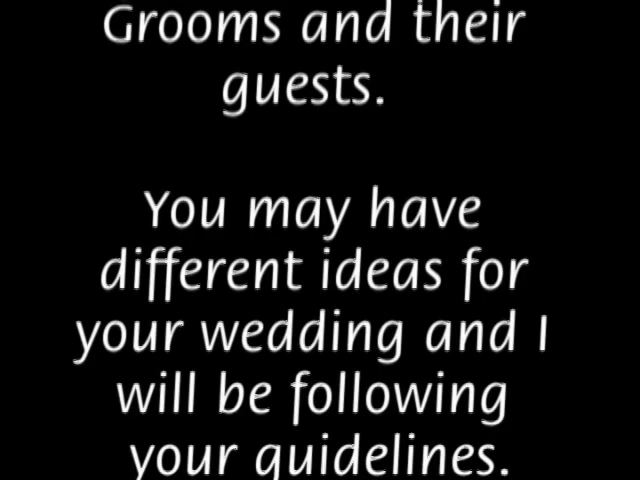 Grooms and their
guests.
You may have
different ideas for
your wedding and I
will be following
your guidelines.